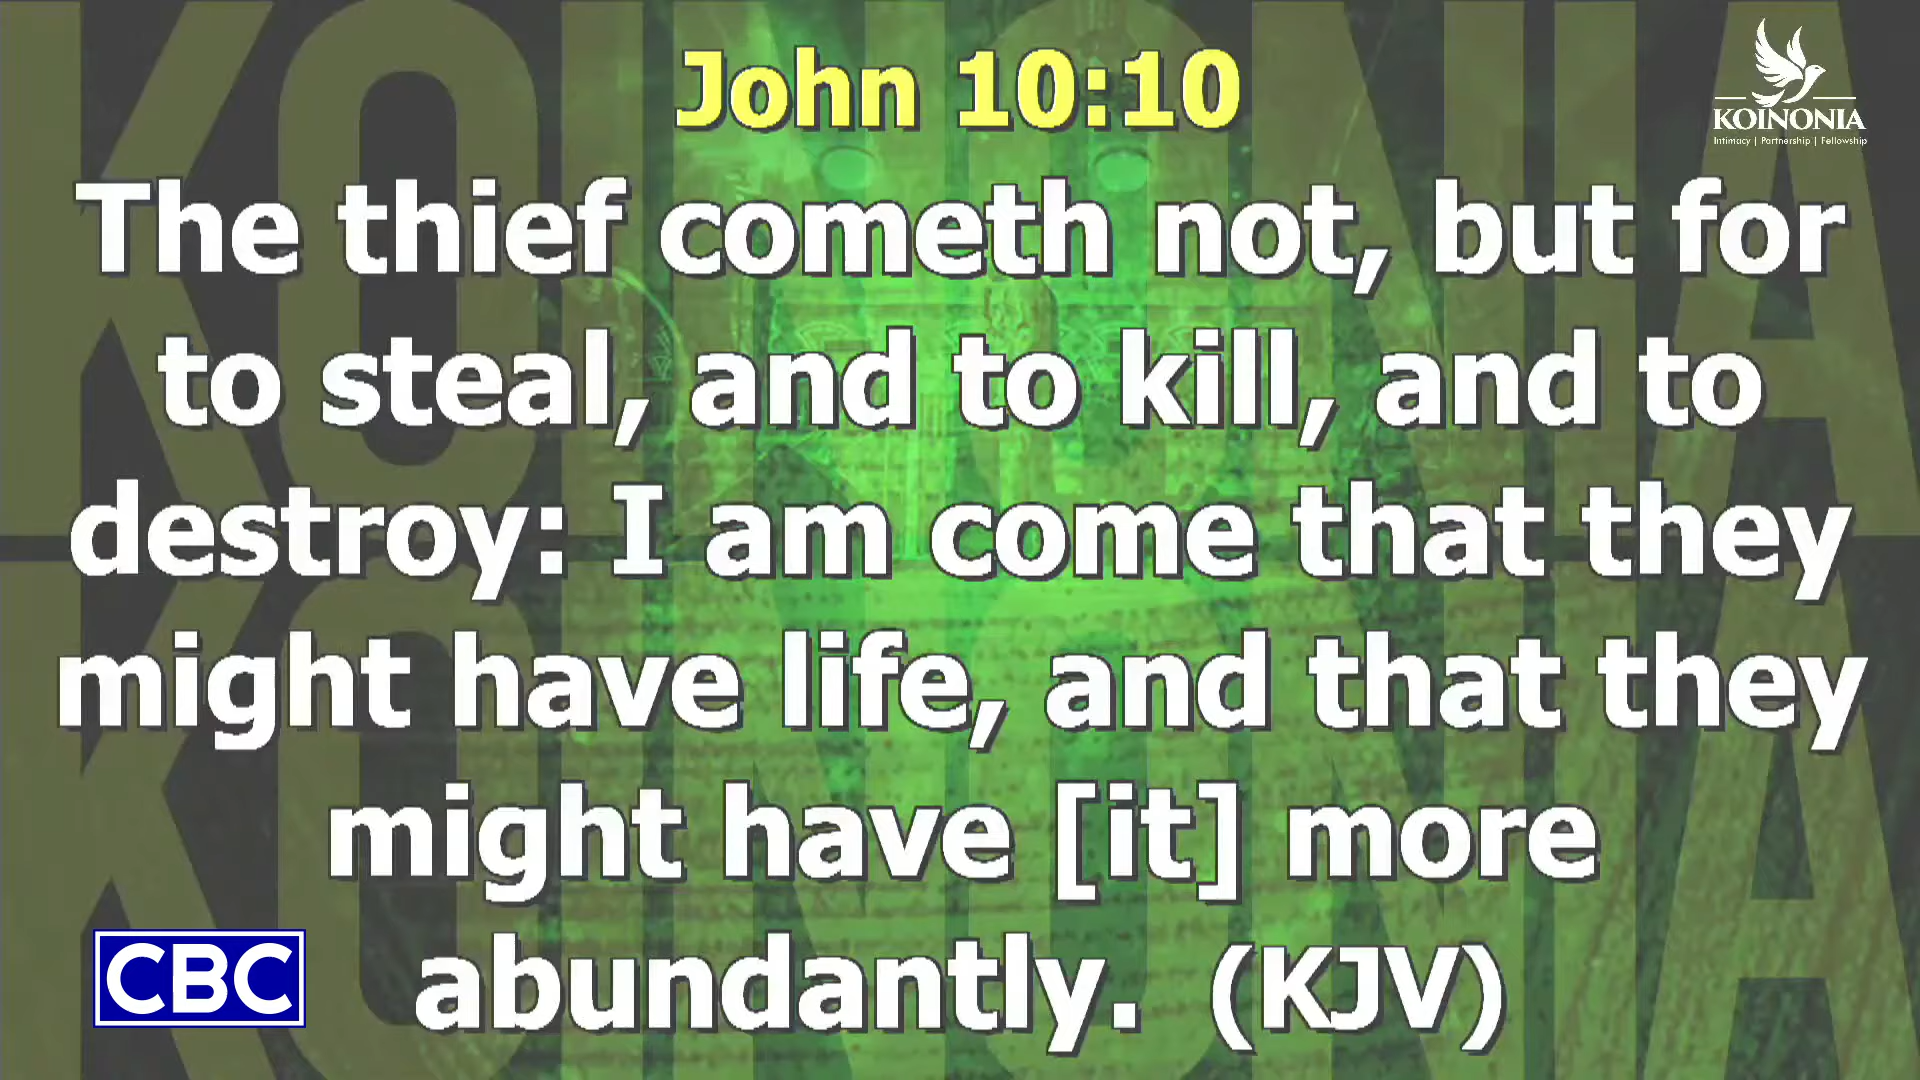 John 10:10
KOINONIA
Intimacy | Partnership | Fellowship
The thief cometh not, but for
to steal, and to kill, and to
destroy: I am come that they
might have life, and that they
might have [it] more
abundantly. (KJV)
CBC
KOINONIA
KOINONIA